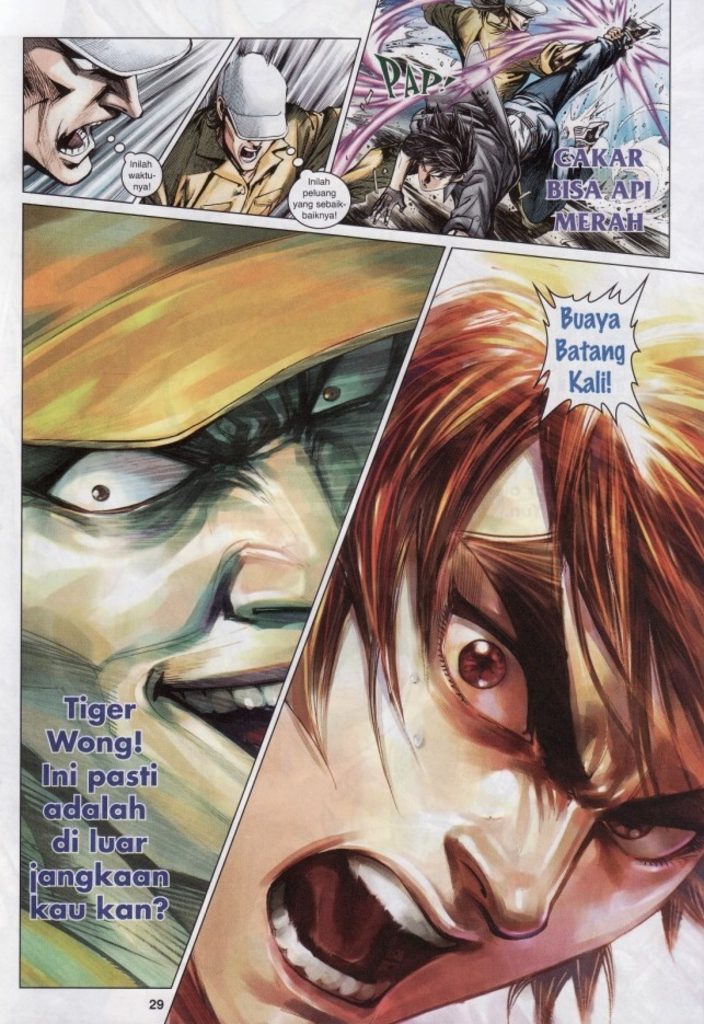 Inilah
waktu-
nya!
Inilah
peluang
yang sebaik-
baiknya!
PAP!
CAKAR
BISA API
MERAH
Tiger
Wong!
Ini pasti
adalah
di luar
jangkaan
kau kan?
Buaya
Batang
Kali!
29